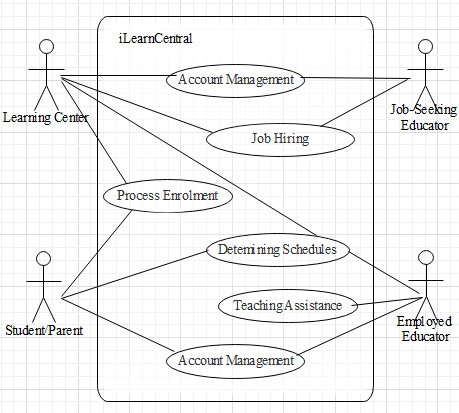 iLearnCentral
Account Management
Learning Center
Job-Seeking
Educator
Job Hiring
Process Enrolment
Detemining Schedules
Teaching Assistance
Student/Parent
Employed
Educator
Account Management